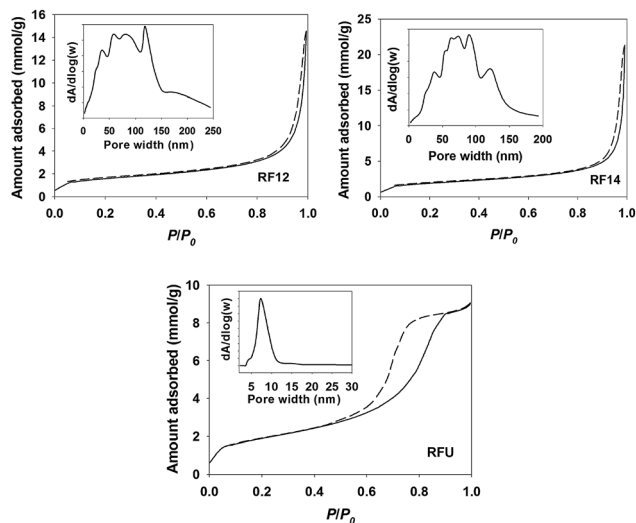 16
14
12
10
8
6
4
2
0
Amount adsorbed (mmol/g)
dA/dlog(w)
0 50 100 150 200 250
Pore width (nm)
RF12
0.0 0.2 0.4 0.6 0.8 1.0
P/P0
25
20
15
10
5
0
Amount adsorbed (mmol/g)
dA/dlog(w)
0 50 100 150 200
Pore width (nm)
RF14
0.0 0.2 0.4 0.6 0.8 1.0
P/P0
10
8
6
4
2
0
Amount adsorbed (mmol/g)
dA/dlog(w)
5 10 15 20 25 30
Pore width (nm)
RFU
0.0 0.2 0.4 0.6 0.8 1.0
P/P0